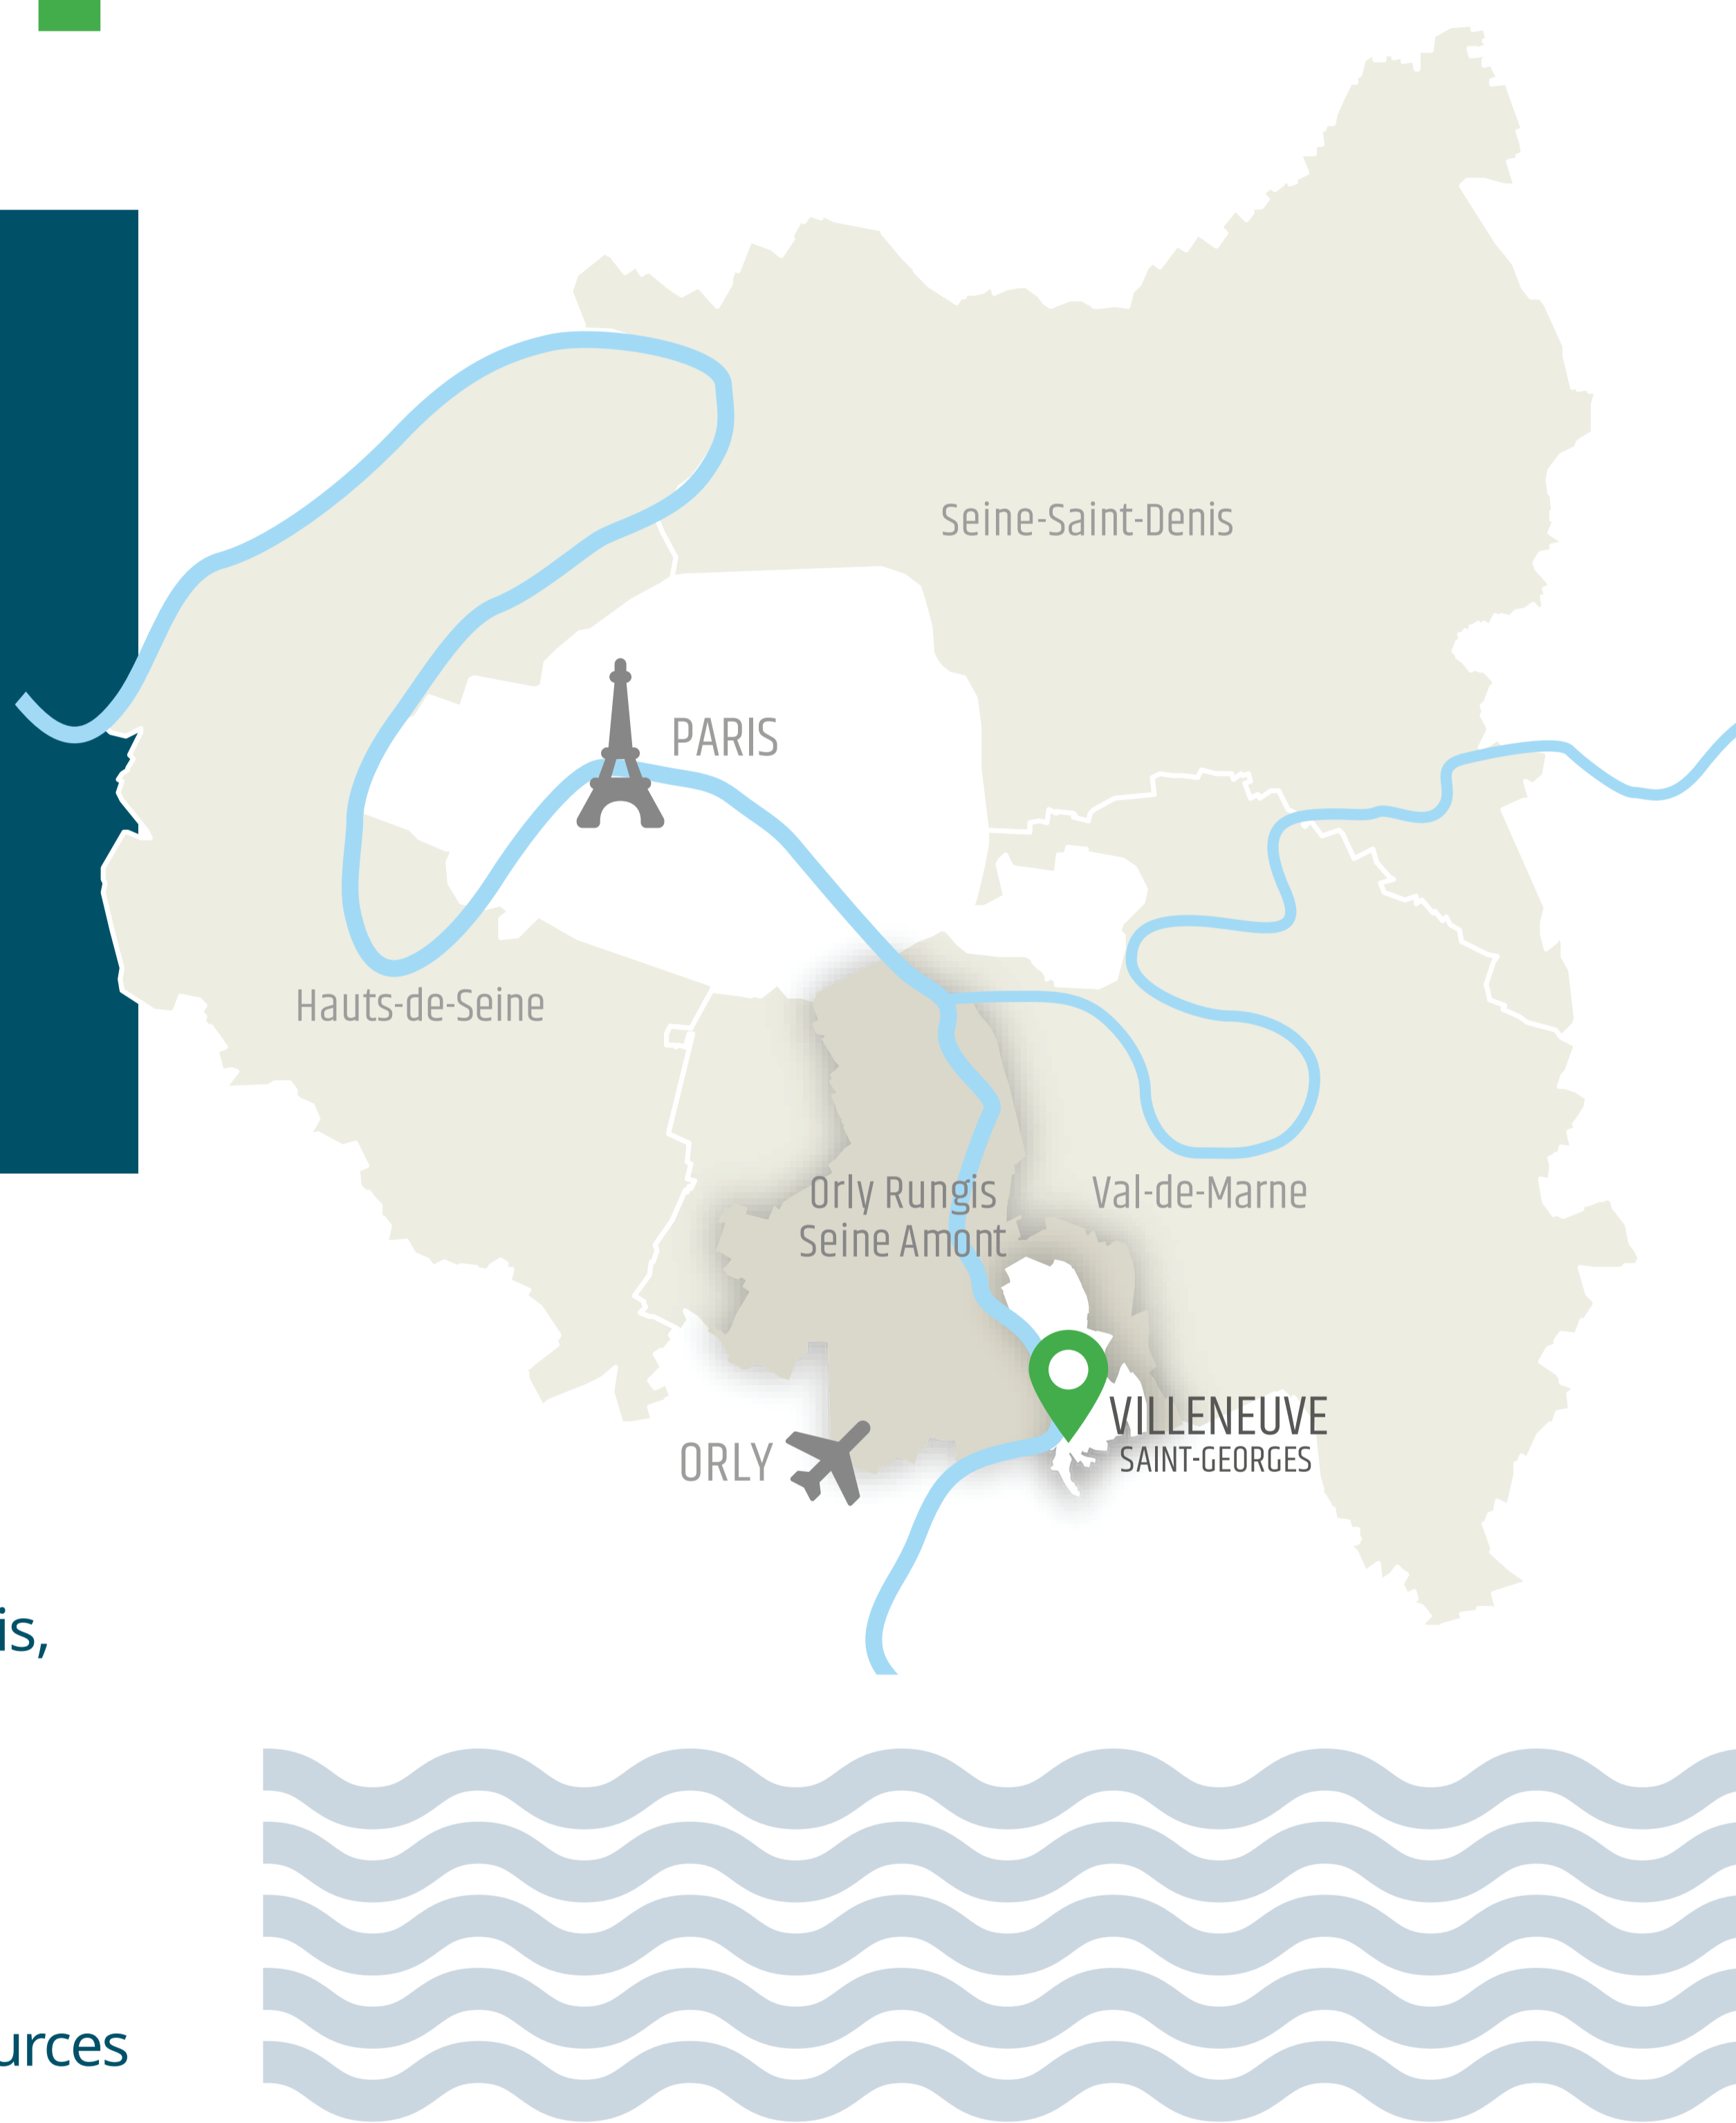 Seine-Saint-Denis
PARIS
Hauts-de-Seine
Orly Rungis
Seine Amont
Val-de-Marne
VILLENEUVE
SAINT-GEORGES
ORLY
is,
urces